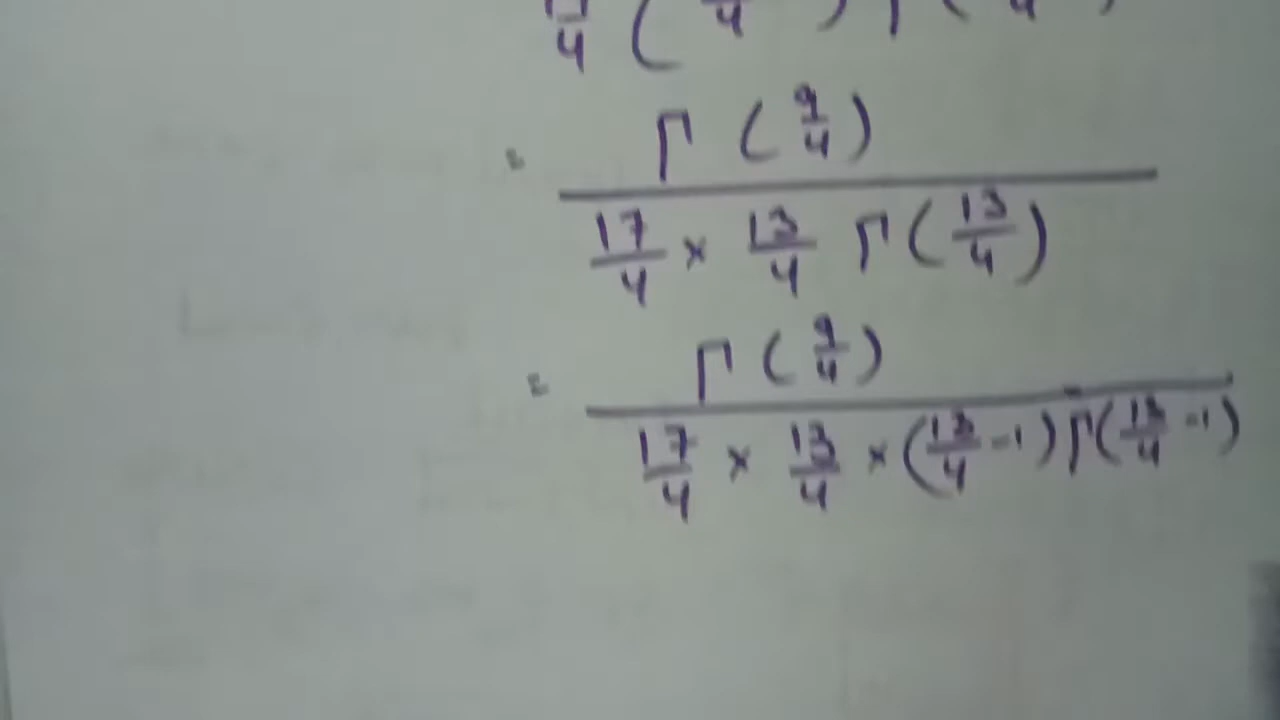 = Γ (9/4) / 17/4 × 13/4 Γ (13/4)
= Γ (9/4) / 17/4 × 13/4 × (13/4 - 1) Γ (13/4 - 1)